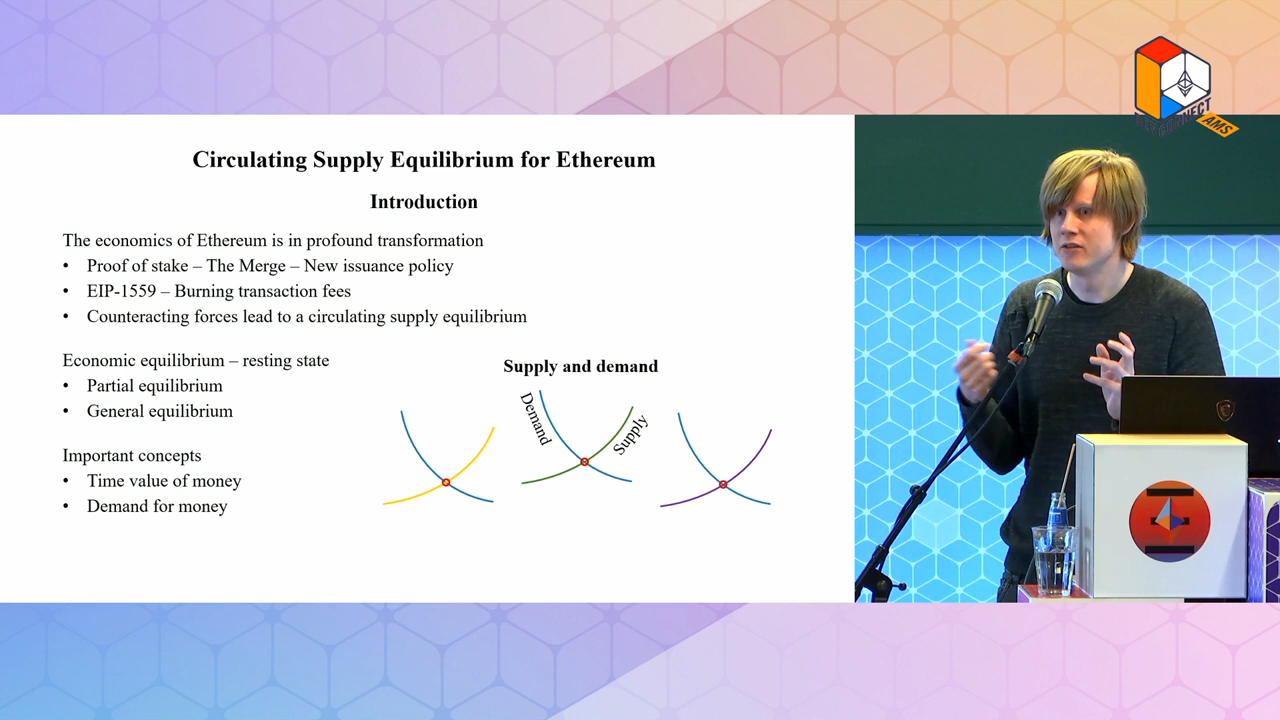 Circulating Supply Equilibrium for Ethereum
Introduction
The economics of Ethereum is in profound transformation
• Proof of stake – The Merge – New issuance policy
• EIP-1559 – Burning transaction fees
• Counteracting forces lead to a circulating supply equilibrium
Economic equilibrium – resting state
• Partial equilibrium
• General equilibrium
Important concepts
• Time value of money
• Demand for money
Supply and demand
Demand
Supply
AMS